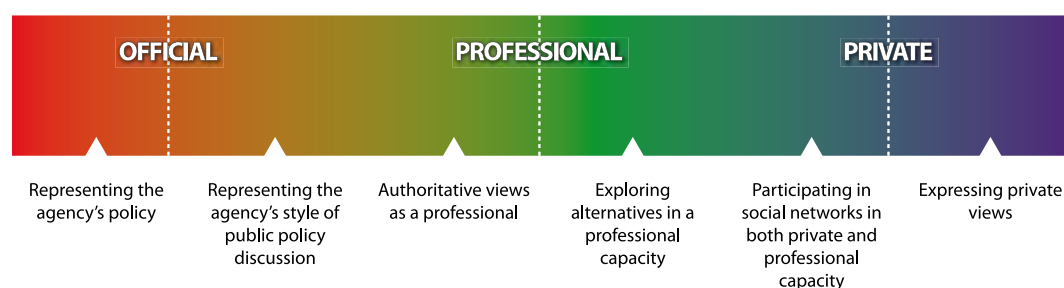 OFFICIAL
PROFESSIONAL
PRIVATE
Representing the
agency's policy
Representing the
agency's style of
public policy
discussion
Authoritative views
as a professional
Exploring
alternatives in a
professional
capacity
Participating in
social networks in
both private and
professional
capacity
Expressing private
views